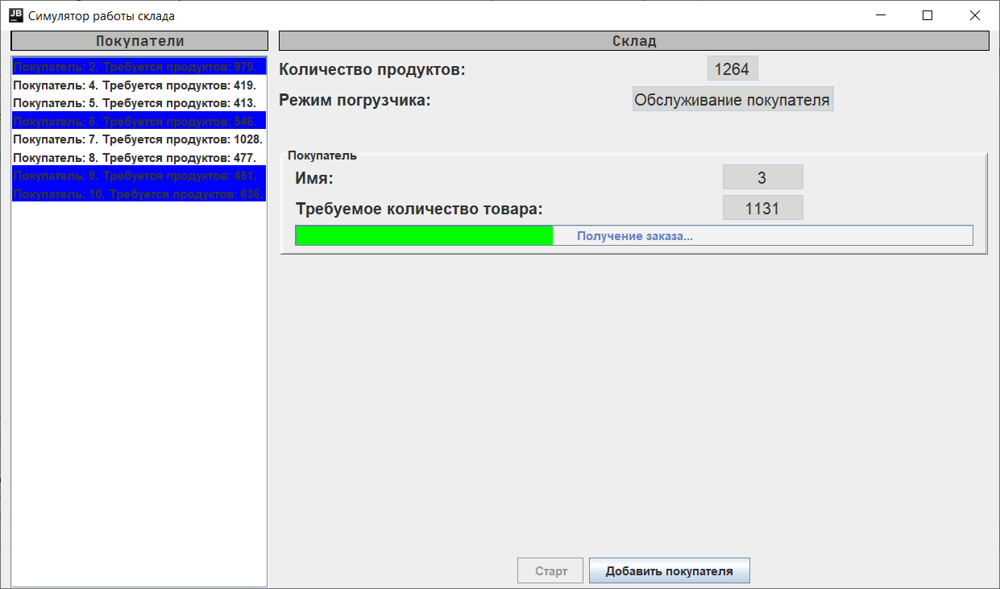 JB Симулятор работы склада
Покупатели
Покупатель: 2. Требуется продуктов: 979.
Покупатель: 4. Требуется продуктов: 419.
Покупатель: 5. Требуется продуктов: 413.
Покупатель: 6. Требуется продуктов: 546.
Покупатель: 7. Требуется продуктов: 1028.
Покупатель: 8. Требуется продуктов: 477.
Покупатель: 9. Требуется продуктов: 461.
Покупатель: 10. Требуется продуктов: 636.
Склад
Количество продуктов: 1264
Режим погрузчика: Обслуживание покупателя
Покупатель
Имя: 3
Требуемое количество товара: 1131
Получение заказа...
Старт Добавить покупателя